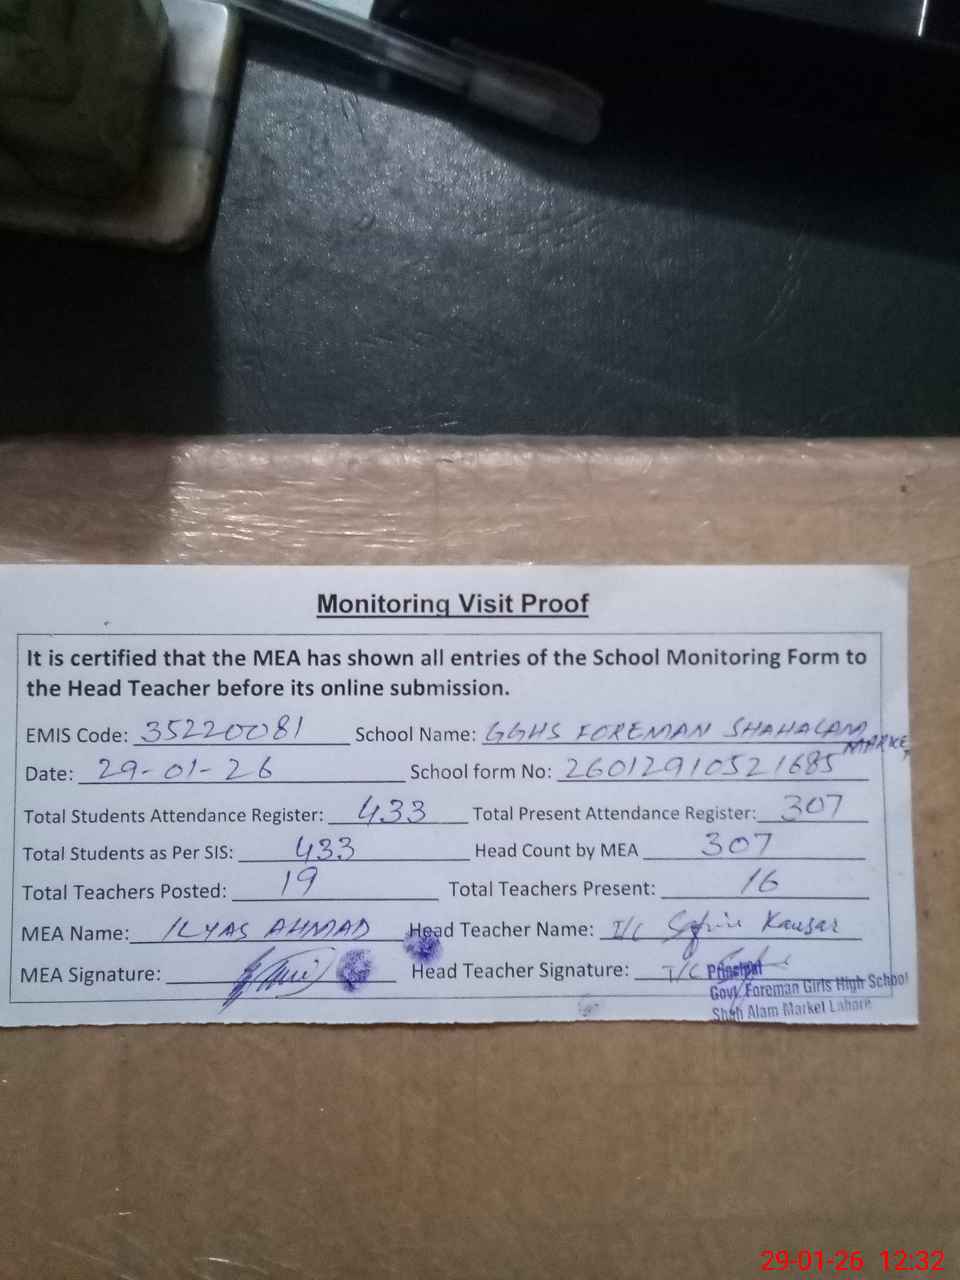 Monitoring Visit Proof
It is certified that the MEA has shown all entries of the School Monitoring Form to
the Head Teacher before its online submission.
EMIS Code: 35220081 School Name: GGHS FOREMAN SHAHALAM
MARKET
Date: 29-01-26 School form No: 26012910521685
Total Students Attendance Register: 433 Total Present Attendance Register: 307
Total Students as Per SIS: 433 Head Count by MEA 307
Total Teachers Posted: 19 Total Teachers Present: 16
MEA Name: ILYAS AHMAD Head Teacher Name: I/C Kausar
MEA Signature: Head Teacher Signature: I/C Principal
Govt. Foreman Girls High School
Shah Alam Market Lahore
29-01-26 12:32